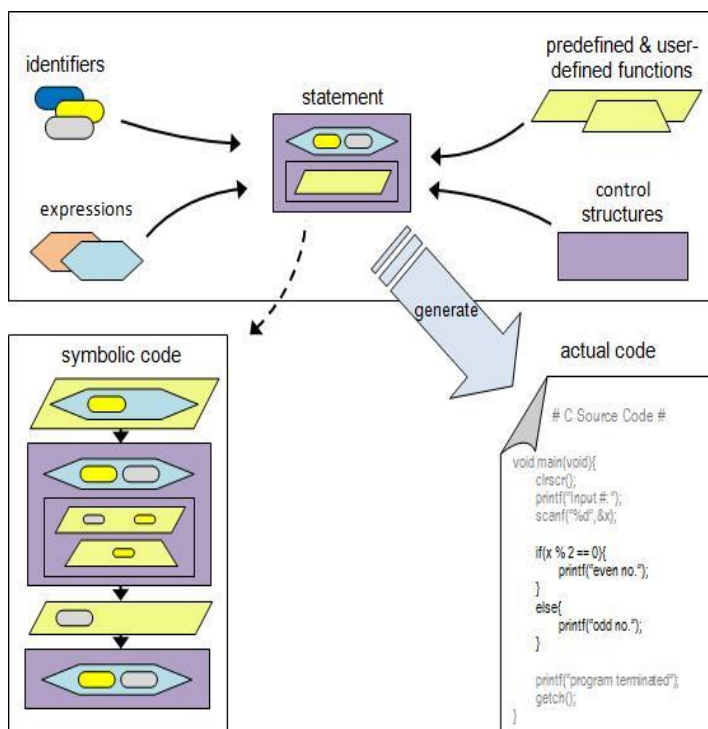 identifiers
statement
predefined & user-
defined functions
expressions
control
structures
generate
symbolic code
actual code
# C Source Code #
void main(void){
clrscr();
printf("Input #: ");
scanf("%d",&x);
if(x % 2 == 0){
printf("even no.");
}
else{
printf("odd no.");
}
printf("program terminated");
getch();
}